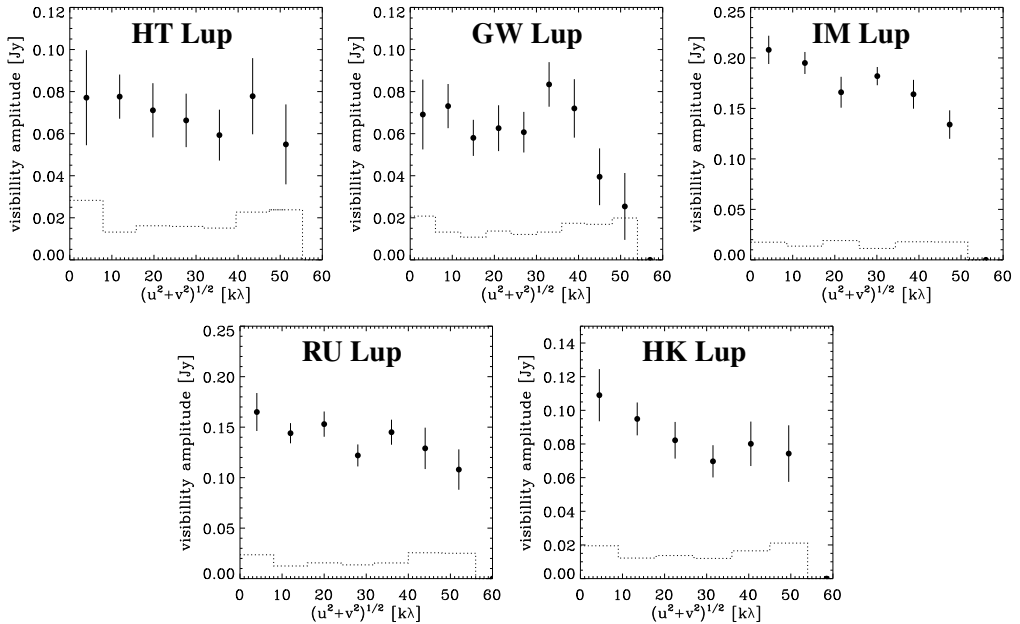 HT Lup
visibillity amplitude [Jy]
0.12
0.10
0.08
0.06
0.04
0.02
0.00
0 10 20 30 40 50 60
(u²+v²)¹/² [kλ]
GW Lup
visibillity amplitude [Jy]
0.12
0.10
0.08
0.06
0.04
0.02
0.00
0 10 20 30 40 50 60
(u²+v²)¹/² [kλ]
IM Lup
visibillity amplitude [Jy]
0.25
0.20
0.15
0.10
0.05
0.00
0 10 20 30 40 50 60
(u²+v²)¹/² [kλ]
RU Lup
visibillity amplitude [Jy]
0.25
0.20
0.15
0.10
0.05
0.00
0 10 20 30 40 50 60
(u²+v²)¹/² [kλ]
HK Lup
visibillity amplitude [Jy]
0.14
0.12
0.10
0.08
0.06
0.04
0.02
0.00
0 10 20 30 40 50 60
(u²+v²)¹/² [kλ]